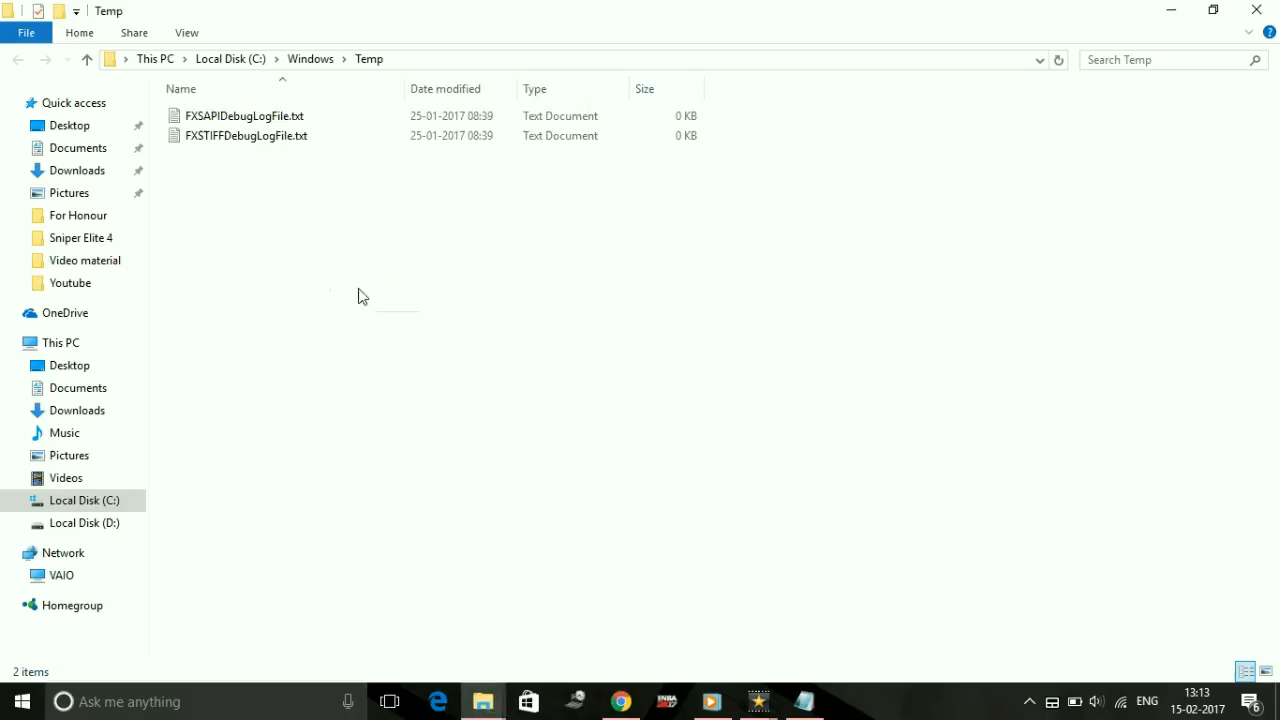 Temp
File Home Share View
This PC Local Disk (C:) Windows Temp
Search Temp
Name Date modified Type Size
FXSAPIDebugLogFile.txt 25-01-2017 08:39 Text Document 0 KB
FXSTIFFDebugLogFile.txt 25-01-2017 08:39 Text Document 0 KB
Quick access
Desktop
Documents
Downloads
Pictures
For Honour
Sniper Elite 4
Video material
Youtube
OneDrive
This PC
Desktop
Documents
Downloads
Music
Pictures
Videos
Local Disk (C:)
Local Disk (D:)
Network
VAIO
Homegroup
2 items
Ask me anything
ENG
13:13
15-02-2017
6